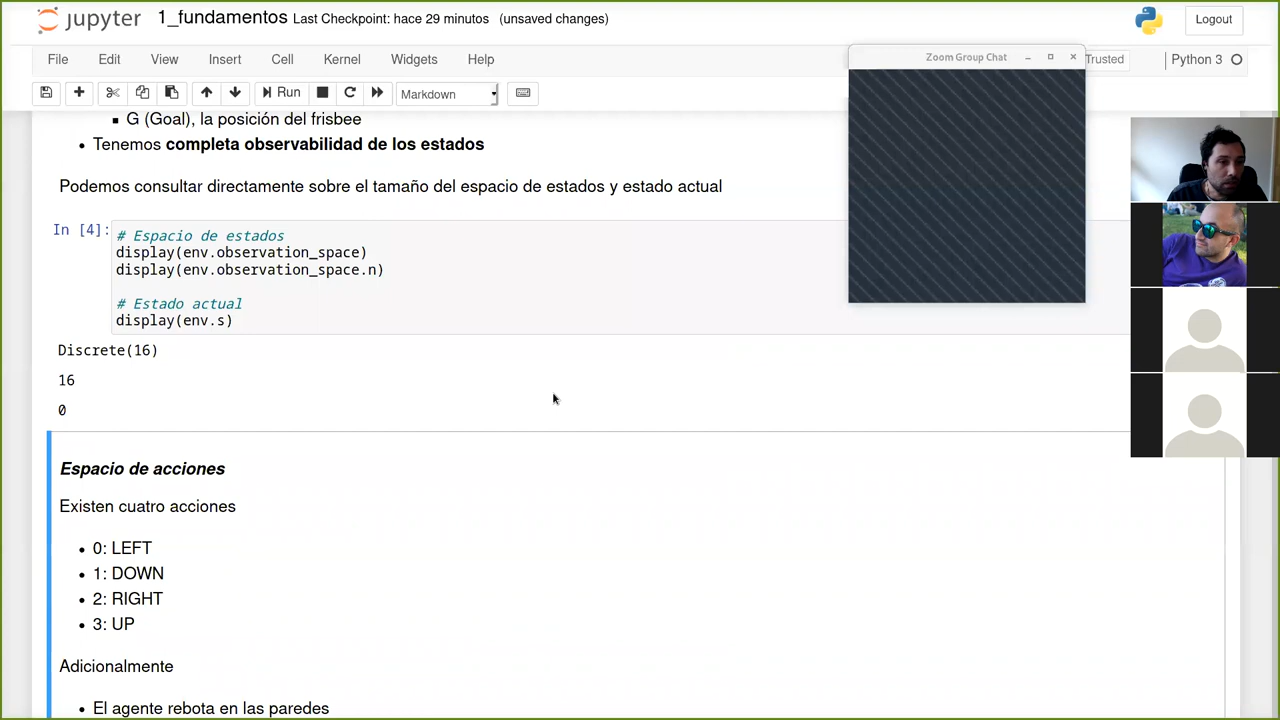 jupyter 1_fundamentos Last Checkpoint: hace 29 minutos (unsaved changes) Logout
File Edit View Insert Cell Kernel Widgets Help Trusted Python 3
Zoom Group Chat
Run Markdown
G (Goal), la posición del frisbee
Tenemos completa observabilidad de los estados
Podemos consultar directamente sobre el tamaño del espacio de estados y estado actual
In [4]:
# Espacio de estados
display(env.observation_space)
display(env.observation_space.n)
# Estado actual
display(env.s)
Discrete(16)
16
0
Espacio de acciones
Existen cuatro acciones
0: LEFT
1: DOWN
2: RIGHT
3: UP
Adicionalmente
El agente rebota en las paredes